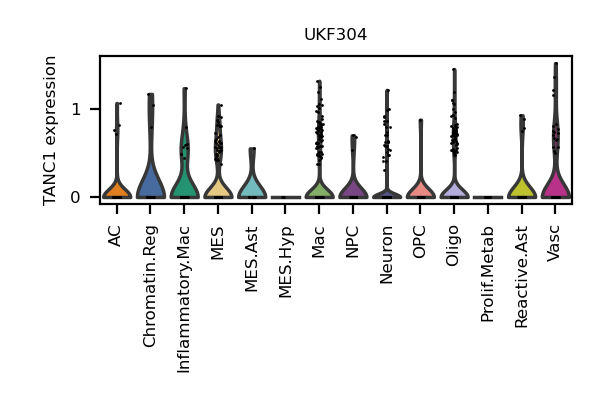 UKF304
TANC1 expression
1
0
AC
Chromatin.Reg
Inflammatory.Mac
MES
MES.Ast
MES.Hyp
Mac
NPC
Neuron
OPC
Oligo
Prolif.Metab
Reactive.Ast
Vasc